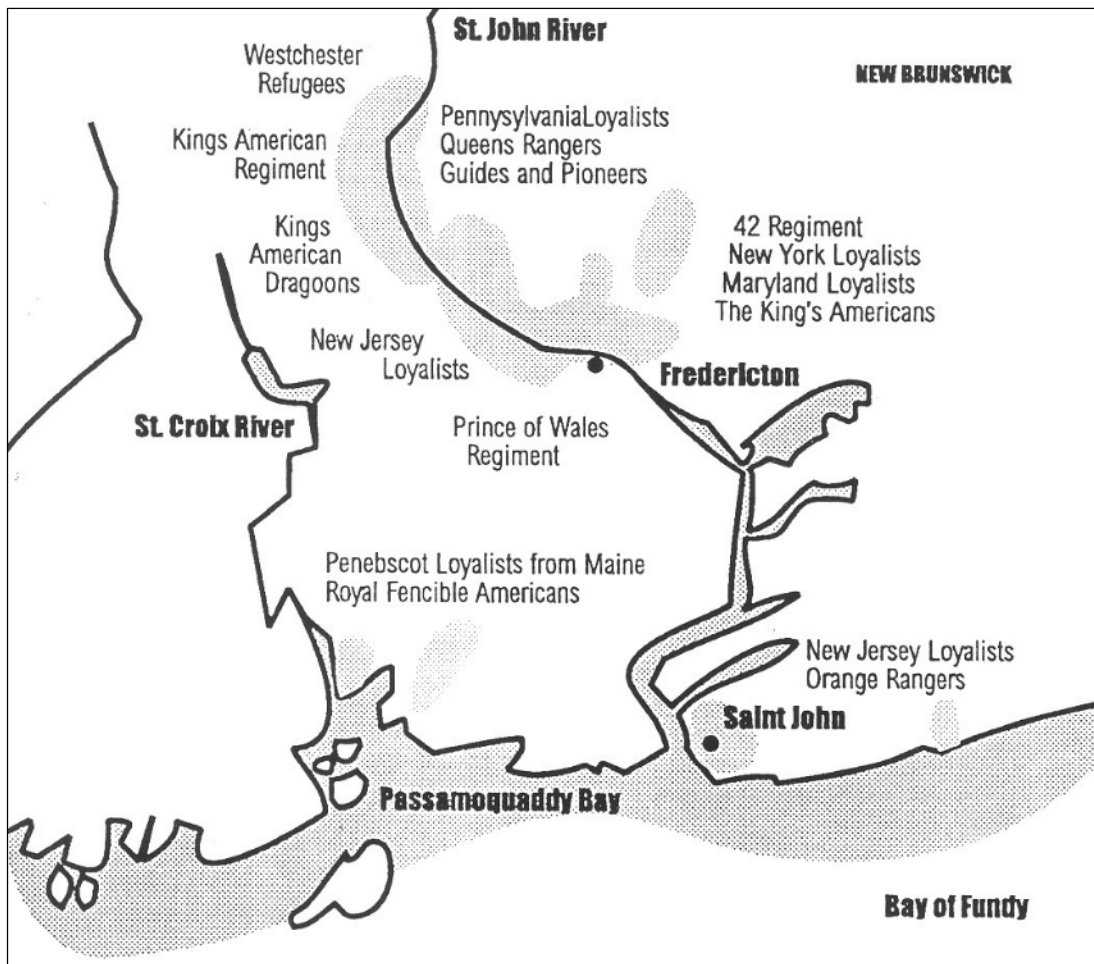 St. John River
NEW BRUNSWICK
Westchester
Refugees
PennysylvaniaLoyalists
Queens Rangers
Guides and Pioneers
Kings American
Regiment
Kings
American
Dragoons
42 Regiment
New York Loyalists
Maryland Loyalists
The King's Americans
New Jersey
Loyalists
Fredericton
St. Croix River
Prince of Wales
Regiment
Penebscot Loyalists from Maine
Royal Fencible Americans
New Jersey Loyalists
Orange Rangers
Saint John
Passamoquaddy Bay
Bay of Fundy